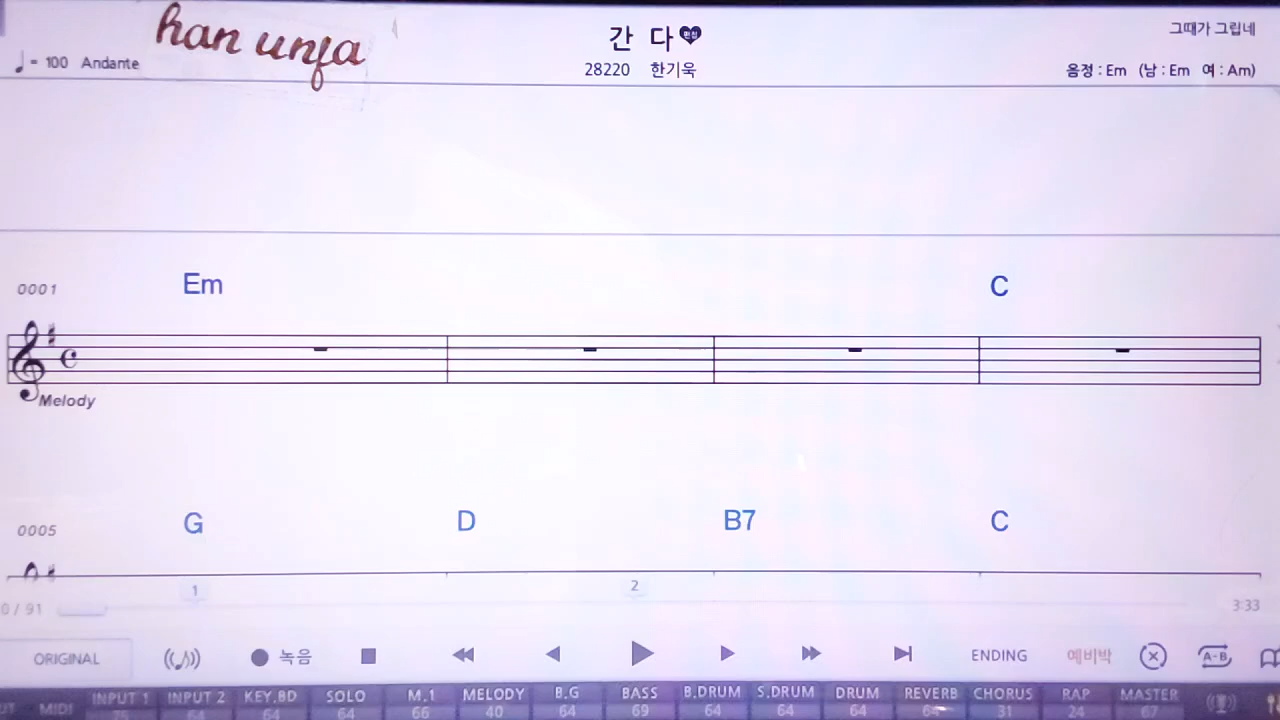 han unfa
간 다
그때가 그립네
♩= 100 Andante
28220 한기욱
음정 : Em (남 : Em 여 : Am)
0001 Em C
Melody
0005 G D B7 C
1 2
0 / 91 3:33
ORIGINAL 녹음 ENDING 예비박 A-B
MIDI INPUT 1 INPUT 2 KEY.BD SOLO M.1 MELODY B.G BASS B.DRUM S.DRUM DRUM REVERB CHORUS RAP MASTER
64 64 64 66 40 64 69 64 64 64 64 31 24 67